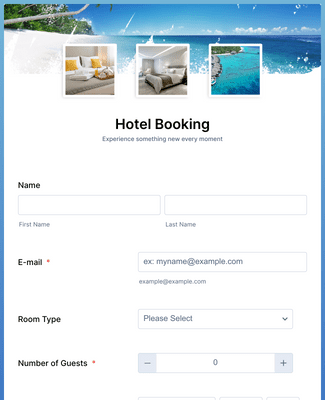 Hotel Booking
Experience something new every moment
Name
First Name Last Name
E-mail * ex: myname@example.com
example@example.com
Room Type Please Select
Number of Guests * − 0 +